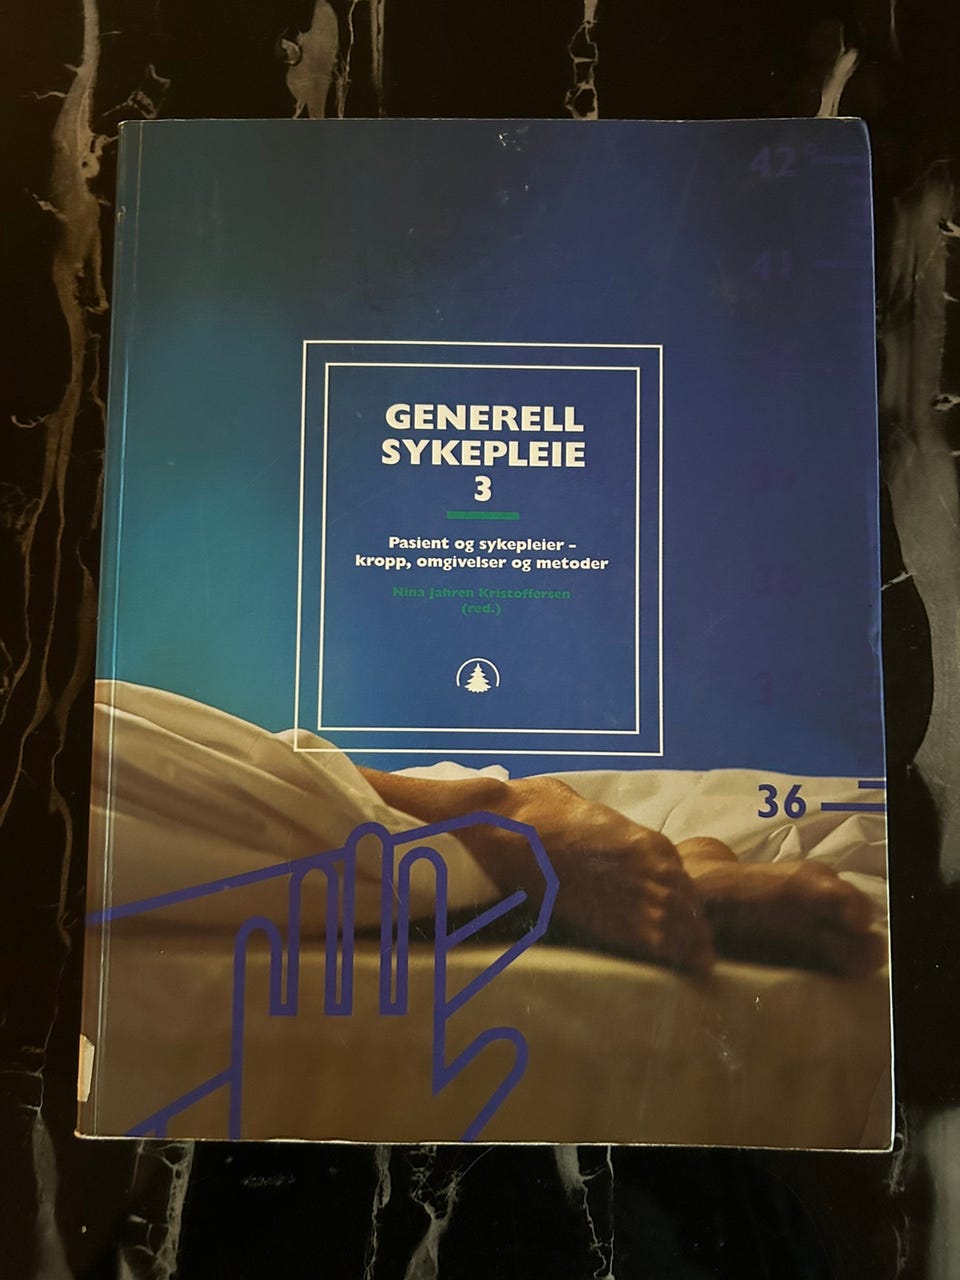 42°
41
GENERELL
SYKEPLEIE
3
Pasient og sykepleier –
kropp, omgivelser og metoder
Nina Jahren Kristoffersen
(red.)
36